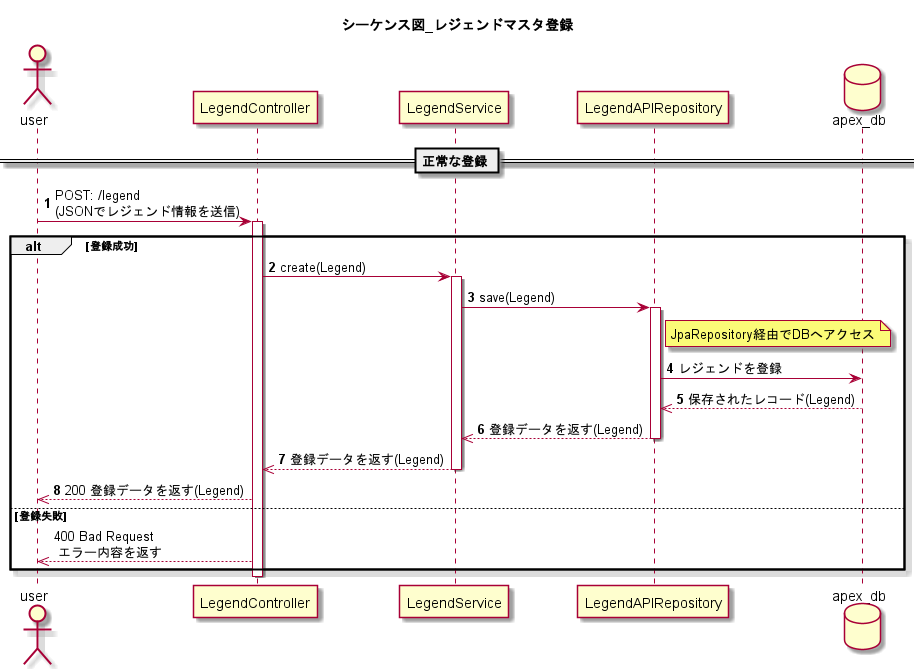 シーケンス図_レジェンドマスタ登録
user
LegendController
LegendService
LegendAPIRepository
apex_db
正常な登録
1 POST: /legend
(JSONでレジェンド情報を送信)
alt [登録成功]
2 create(Legend)
3 save(Legend)
JpaRepository経由でDBへアクセス
4 レジェンドを登録
5 保存されたレコード(Legend)
6 登録データを返す(Legend)
7 登録データを返す(Legend)
8 200 登録データを返す(Legend)
[登録失敗]
400 Bad Request
エラー内容を返す
user
LegendController
LegendService
LegendAPIRepository
apex_db